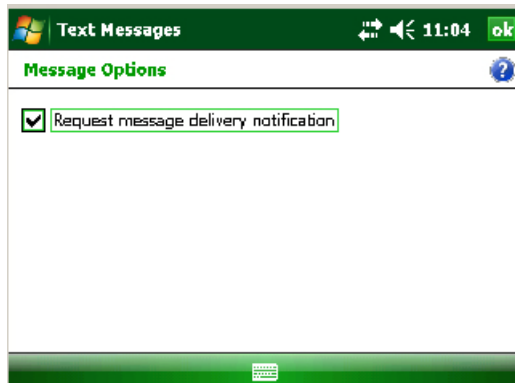 Text Messages 11:04 ok
Message Options ?
Request message delivery notification